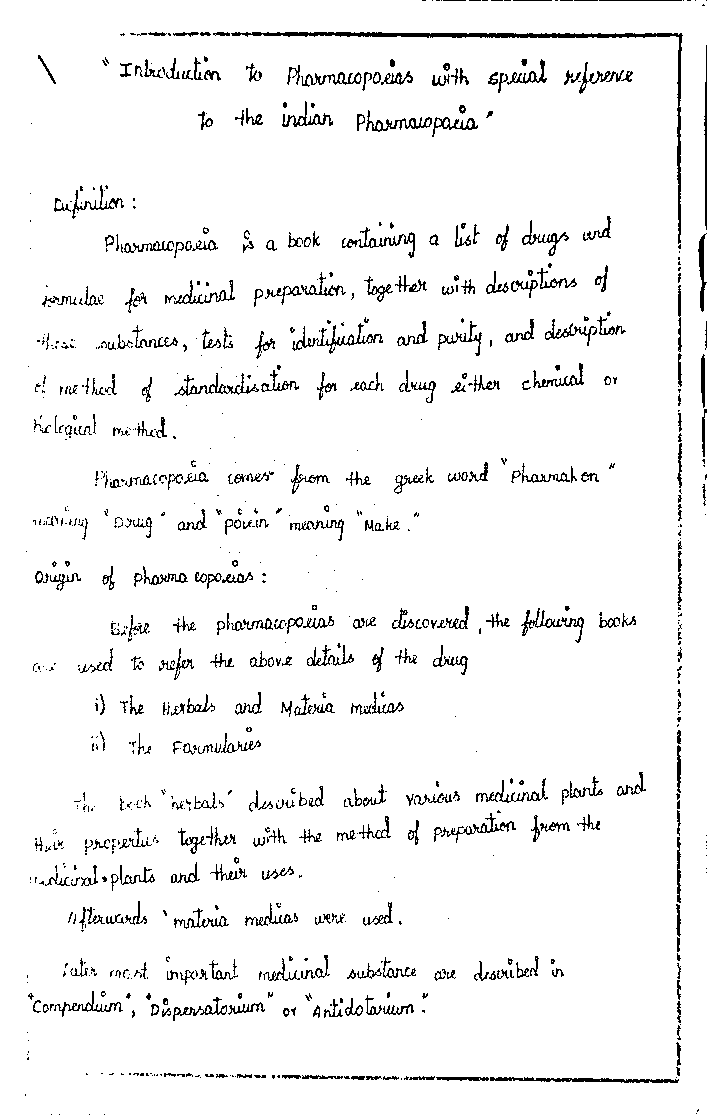 "Introduction to Pharmacopoeias with special reference
to the indian Pharmacopoeia"
Definition :
Pharmacopoeia is a book containing a list of drugs and
formulae for medicinal preparation, together with descriptions of
these substances, tests for identification and purity, and description
of method of standardisation for each drug either chemical or
biological method.
Pharmacopoeia comes from the greek word "Pharmakon"
meaning "Drug" and "poiein" meaning "Make."
Origin of pharmacopoeias :
Before the pharmacopoeias are discovered, the following books
are used to refer the above details of the drug
i) The Herbals and Materia medicas
ii) The Formularies
The book "herbals" described about various medicinal plants and
their properties together with the method of preparation from the
medicinal plants and their uses.
Afterwards 'materia medicas were used.
Later most important medicinal substance are described in
"Compendium", "Dispensatorium" or "Antidotarium".